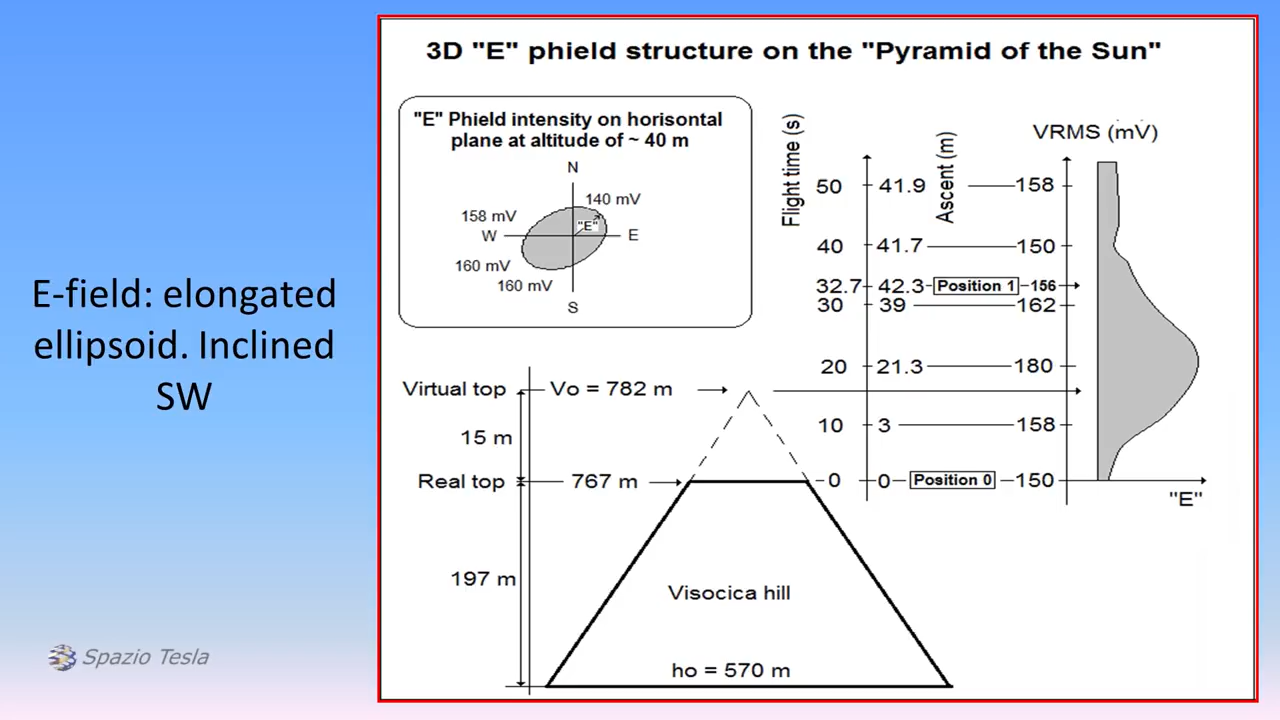 3D "E" phield structure on the "Pyramid of the Sun"
"E" Phield intensity on horisontal
plane at altitude of ~ 40 m
N
140 mV
158 mV
"E"
W
E
160 mV
160 mV
S
E-field: elongated
ellipsoid. Inclined
SW
Flight time (s)
Ascent (m)
VRMS (mV)
50 41.9 158
40 41.7 150
32.7 42.3 Position 1 156
30 39 162
20 21.3 180
10 3 158
0 0 Position 0 150
"E"
Virtual top Vo = 782 m
15 m
Real top 767 m
197 m
Visocica hill
ho = 570 m
Spazio Tesla